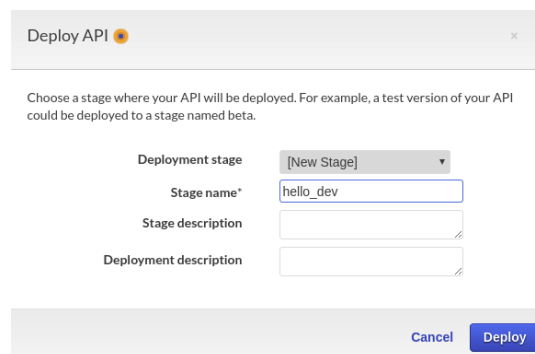 Deploy API
×
Choose a stage where your API will be deployed. For example, a test version of your API
could be deployed to a stage named beta.
Deployment stage [New Stage]
Stage name* hello_dev
Stage description
Deployment description
Cancel Deploy